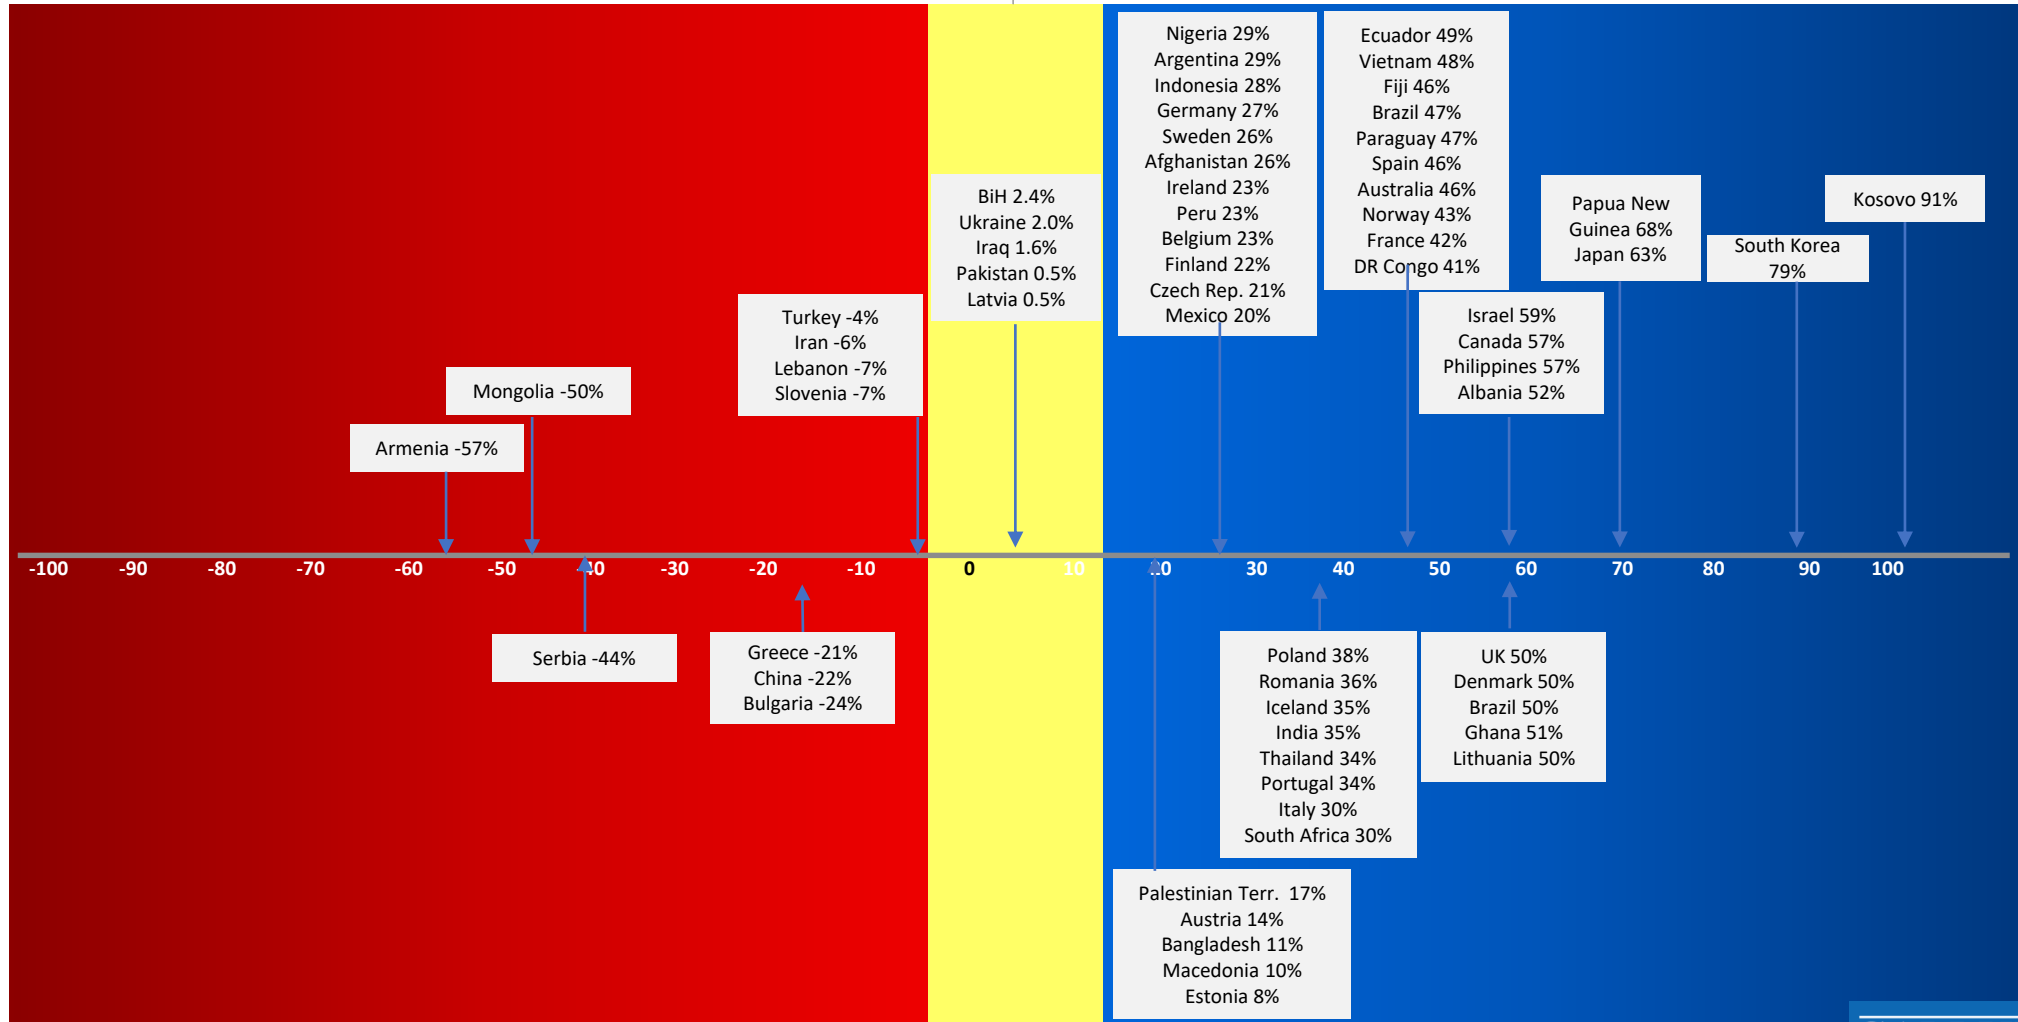 Nigeria 29%
Argentina 29%
Indonesia 28%
Germany 27%
Sweden 26%
Afghanistan 26%
Ireland 23%
Peru 23%
Belgium 23%
Finland 22%
Czech Rep. 21%
Mexico 20%
Ecuador 49%
Vietnam 48%
Fiji 46%
Brazil 47%
Paraguay 47%
Spain 46%
Australia 46%
Norway 43%
France 42%
DR Congo 41%
BiH 2.4%
Ukraine 2.0%
Iraq 1.6%
Pakistan 0.5%
Latvia 0.5%
Papua New
Guinea 68%
Japan 63%
Kosovo 91%
South Korea
79%
Turkey -4%
Iran -6%
Lebanon -7%
Slovenia -7%
Israel 59%
Canada 57%
Philippines 57%
Albania 52%
Mongolia -50%
Armenia -57%
-100 -90 -80 -70 -60 -50 -40 -30 -20 -10 0 10 20 30 40 50 60 70 80 90 100
Serbia -44%
Greece -21%
China -22%
Bulgaria -24%
Poland 38%
Romania 36%
Iceland 35%
India 35%
Thailand 34%
Portugal 34%
Italy 30%
South Africa 30%
UK 50%
Denmark 50%
Brazil 50%
Ghana 51%
Lithuania 50%
Palestinian Terr. 17%
Austria 14%
Bangladesh 11%
Macedonia 10%
Estonia 8%